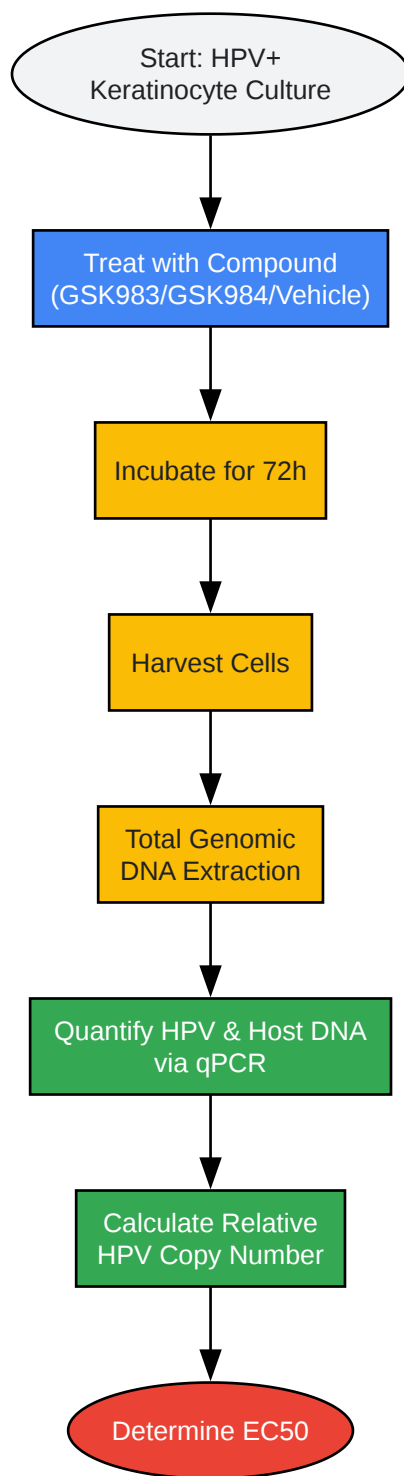 Start: HPV+
Keratinocyte Culture
Treat with Compound
(GSK983/GSK984/Vehicle)
Incubate for 72h
Harvest Cells
Total Genomic
DNA Extraction
Quantify HPV & Host DNA
via qPCR
Calculate Relative
HPV Copy Number
Determine EC50